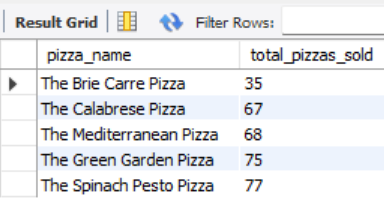 Result Grid Filter Rows:
pizza_name total_pizzas_sold
The Brie Carre Pizza 35
The Calabrese Pizza 67
The Mediterranean Pizza 68
The Green Garden Pizza 75
The Spinach Pesto Pizza 77